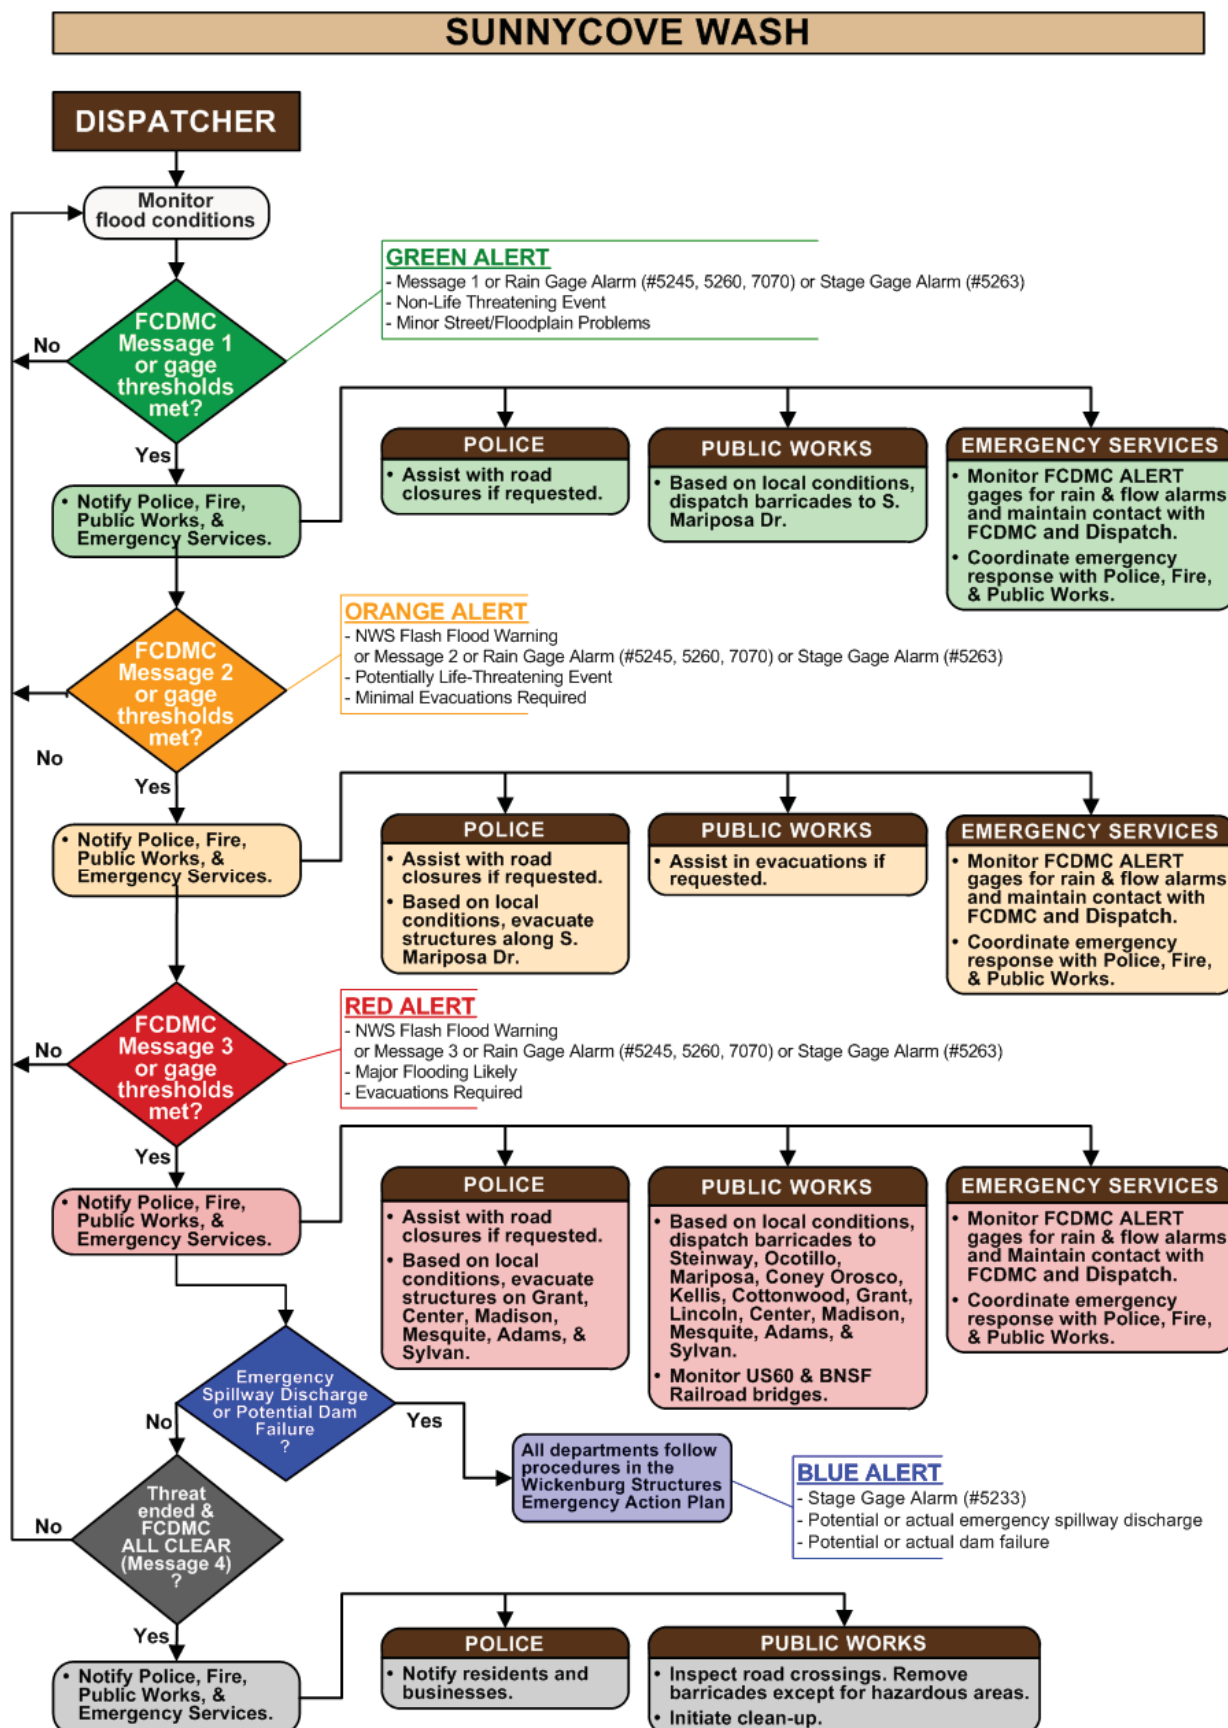 SUNNYCOVE WASH
DISPATCHER
Monitor
flood conditions
GREEN ALERT
- Message 1 or Rain Gage Alarm (#5245, 5260, 7070) or Stage Gage Alarm (#5263)
- Non-Life Threatening Event
- Minor Street/Floodplain Problems
FCDMC
Message 1
or gage
thresholds
met?
No
Yes
• Notify Police, Fire,
Public Works, &
Emergency Services.
POLICE
• Assist with road
closures if requested.
PUBLIC WORKS
• Based on local conditions,
dispatch barricades to S.
Mariposa Dr.
EMERGENCY SERVICES
• Monitor FCDMC ALERT
gages for rain & flow alarms
and maintain contact with
FCDMC and Dispatch.
• Coordinate emergency
response with Police, Fire,
& Public Works.
ORANGE ALERT
- NWS Flash Flood Warning
or Message 2 or Rain Gage Alarm (#5245, 5260, 7070) or Stage Gage Alarm (#5263)
- Potentially Life-Threatening Event
- Minimal Evacuations Required
FCDMC
Message 2
or gage
thresholds
met?
No
Yes
• Notify Police, Fire,
Public Works, &
Emergency Services.
POLICE
• Assist with road
closures if requested.
• Based on local
conditions, evacuate
structures along S.
Mariposa Dr.
PUBLIC WORKS
• Assist in evacuations if
requested.
EMERGENCY SERVICES
• Monitor FCDMC ALERT
gages for rain & flow alarms
and maintain contact with
FCDMC and Dispatch.
• Coordinate emergency
response with Police, Fire,
& Public Works.
RED ALERT
- NWS Flash Flood Warning
or Message 3 or Rain Gage Alarm (#5245, 5260, 7070) or Stage Gage Alarm (#5263)
- Major Flooding Likely
- Evacuations Required
FCDMC
Message 3
or gage
thresholds
met?
No
Yes
• Notify Police, Fire,
Public Works, &
Emergency Services.
POLICE
• Assist with road
closures if requested.
• Based on local
conditions, evacuate
structures on Grant,
Center, Madison,
Mesquite, Adams, &
Sylvan.
PUBLIC WORKS
• Based on local conditions,
dispatch barricades to
Steinway, Ocotillo,
Mariposa, Coney Orosco,
Kellis, Cottonwood, Grant,
Lincoln, Center, Madison,
Mesquite, Adams, &
Sylvan.
• Monitor US60 & BNSF
Railroad bridges.
EMERGENCY SERVICES
• Monitor FCDMC ALERT
gages for rain & flow alarms
and Maintain contact with
FCDMC and Dispatch.
• Coordinate emergency
response with Police, Fire,
& Public Works.
Emergency
Spillway Discharge
or Potential Dam
Failure
?
No
Yes
All departments follow
procedures in the
Wickenburg Structures
Emergency Action Plan
BLUE ALERT
- Stage Gage Alarm (#5233)
- Potential or actual emergency spillway discharge
- Potential or actual dam failure
Threat
ended &
FCDMC
ALL CLEAR
(Message 4)
?
No
Yes
• Notify Police, Fire,
Public Works, &
Emergency Services.
POLICE
• Notify residents and
businesses.
PUBLIC WORKS
• Inspect road crossings. Remove
barricades except for hazardous areas.
• Initiate clean-up.